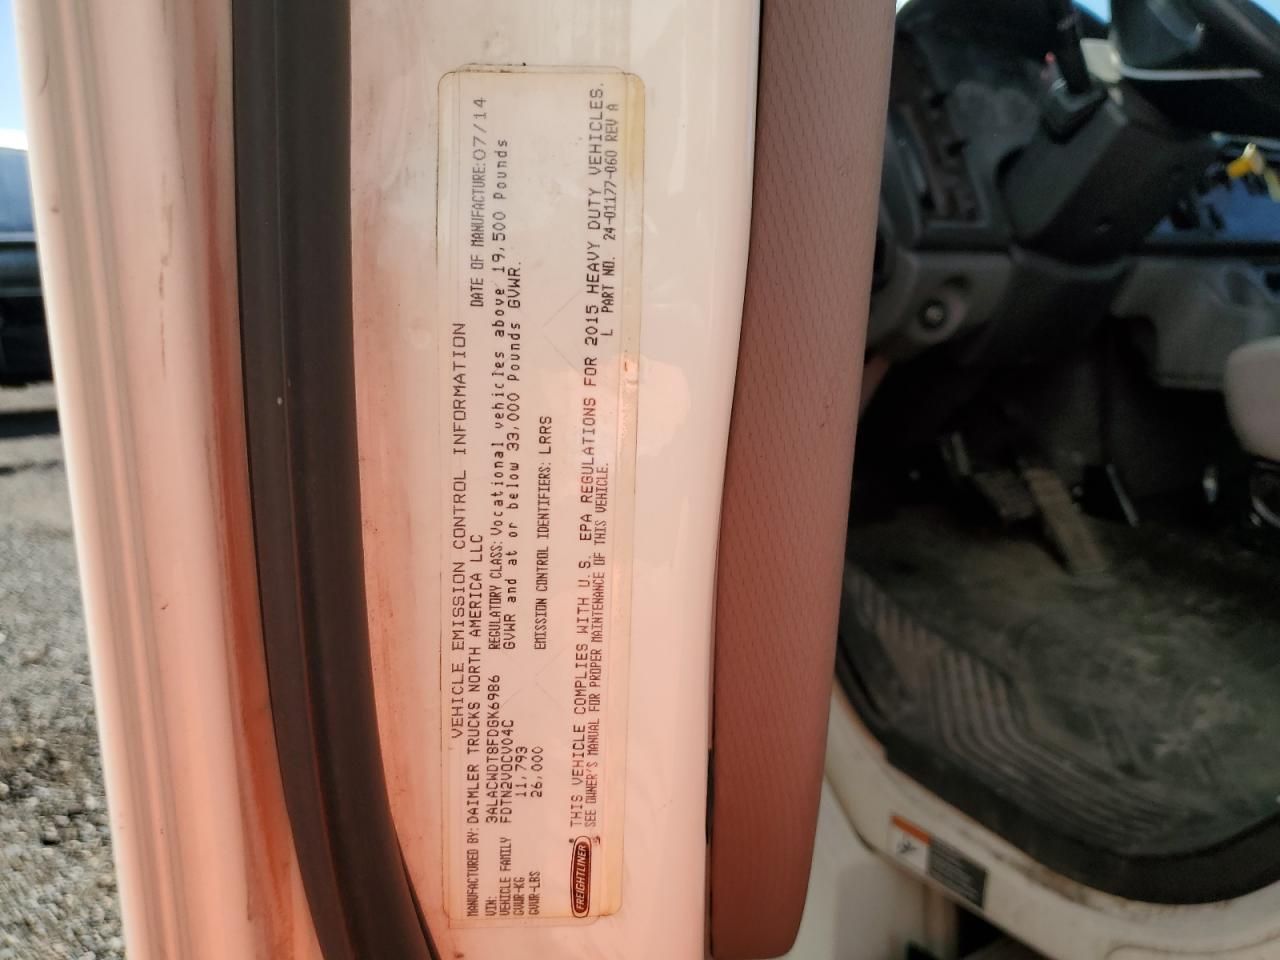 VEHICLE EMISSION CONTROL INFORMATION
MANUFACTURED BY: DAIMLER TRUCKS NORTH AMERICA LLC DATE OF MANUFACTURE: 07/14
VIN: 3ALACWDT8FDGK6986 REGULATORY CLASS: Vocational vehicles above 19,500 Pounds
VEHICLE FAMILY FDTN2VOCV04C GVWR and at or below 33,000 Pounds GVWR.
GVWR-KG 11,793
GVWR-LBS 26,000 EMISSION CONTROL IDENTIFIERS: LRRS
THIS VEHICLE COMPLIES WITH U.S. EPA REGULATIONS FOR 2015 HEAVY DUTY VEHICLES.
SEE OWNER'S MANUAL FOR PROPER MAINTENANCE OF THIS VEHICLE. L PART NO. 24-01177-060 REV A
FREIGHTLINER